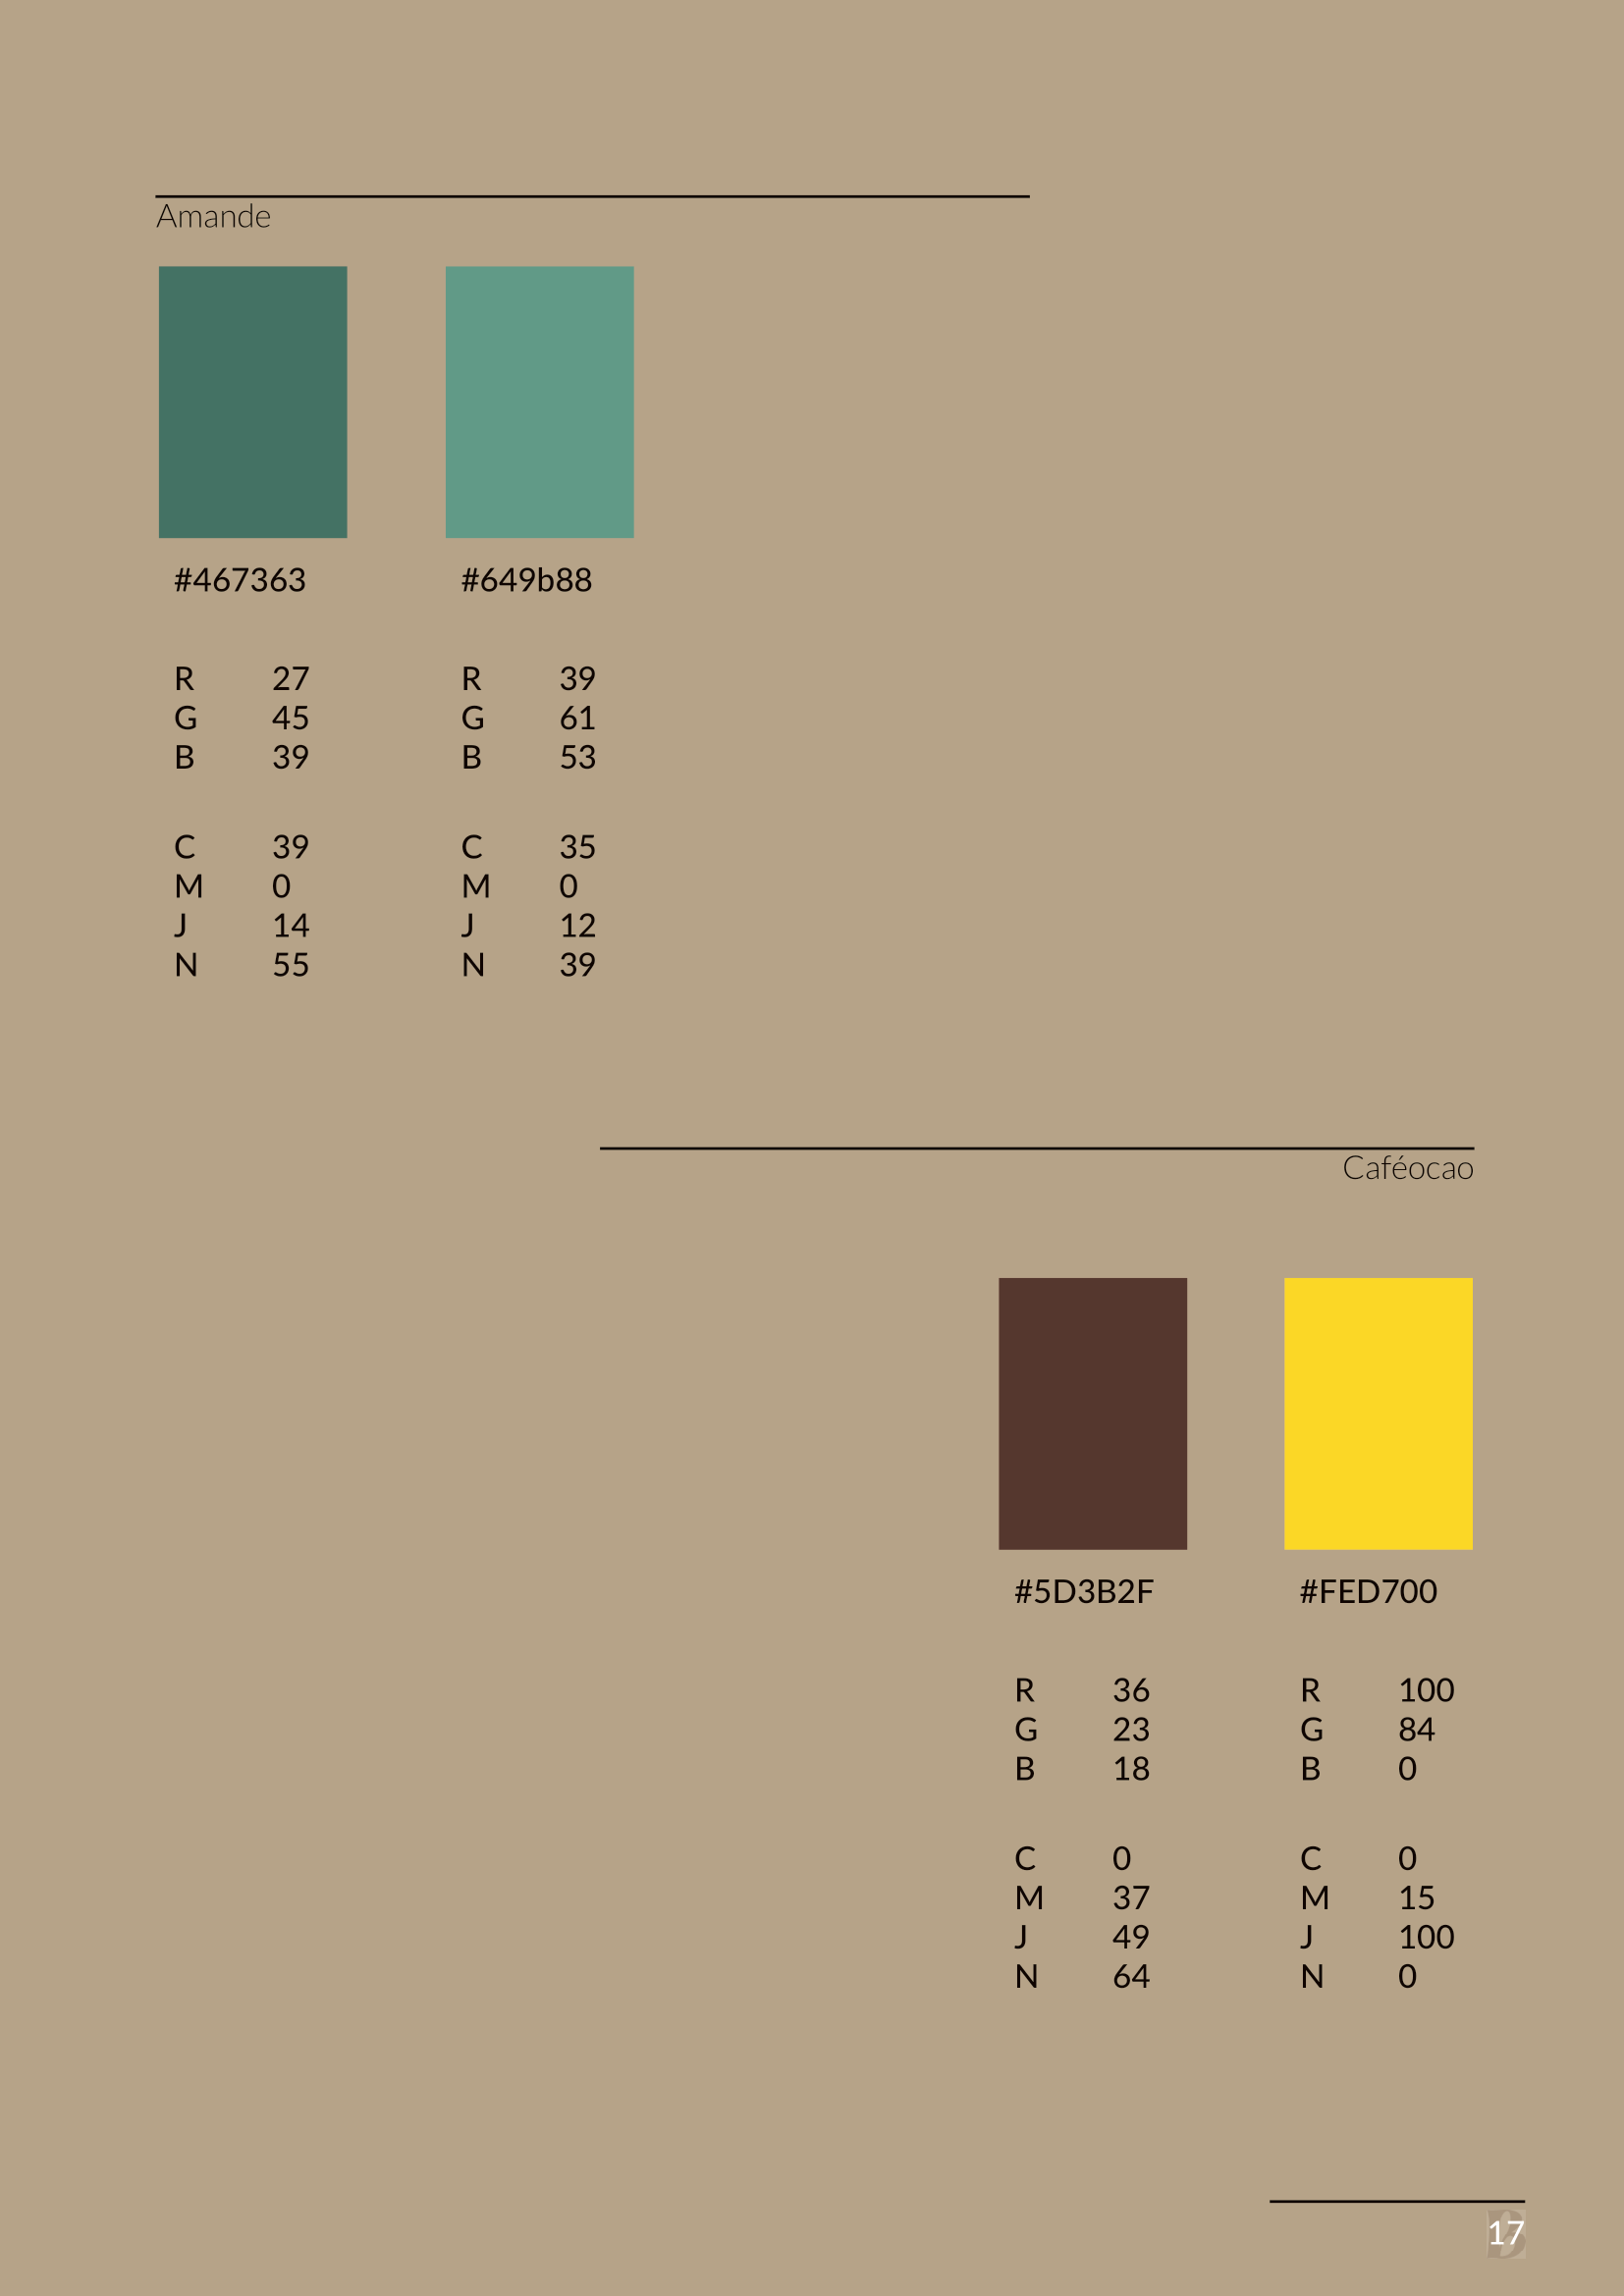 Amande
#467363 #649b88
R 27 R 39
G 45 G 61
B 39 B 53
C 39 C 35
M 0 M 0
J 14 J 12
N 55 N 39
Caféocao
#5D3B2F #FED700
R 36 R 100
G 23 G 84
B 18 B 0
C 0 C 0
M 37 M 15
J 49 J 100
N 64 N 0
B
17